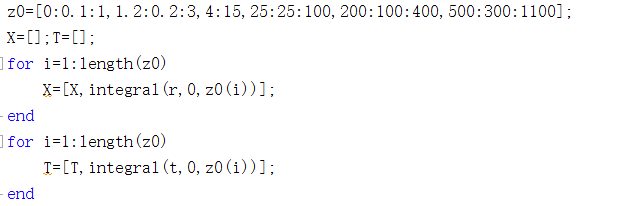 z0=[0:0.1:1,1.2:0.2:3,4:15,25:25:100,200:100:400,500:300:1100];
X=[];T=[];
for i=1:length(z0)
X=[X,integral(r,0,z0(i))];
end
for i=1:length(z0)
T=[T,integral(t,0,z0(i))];
end